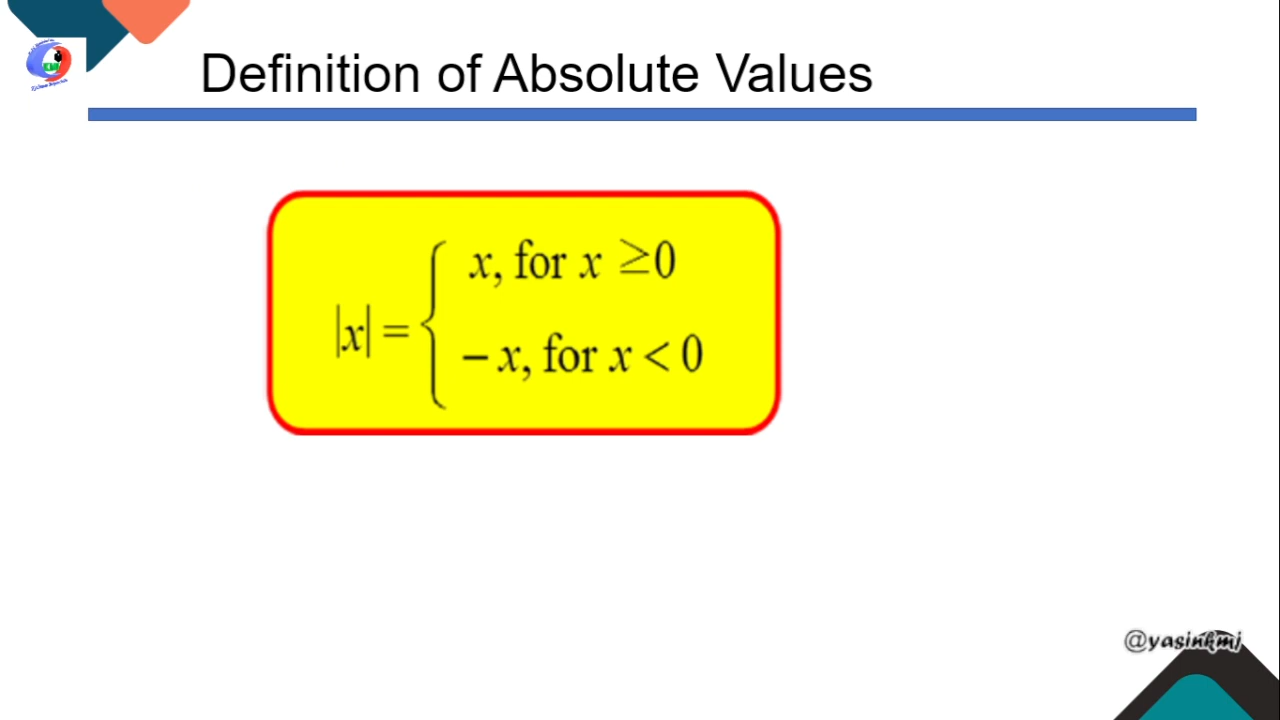 Definition of Absolute Values
x, for x ≥0
|x| =
− x, for x < 0
@yasinkmj